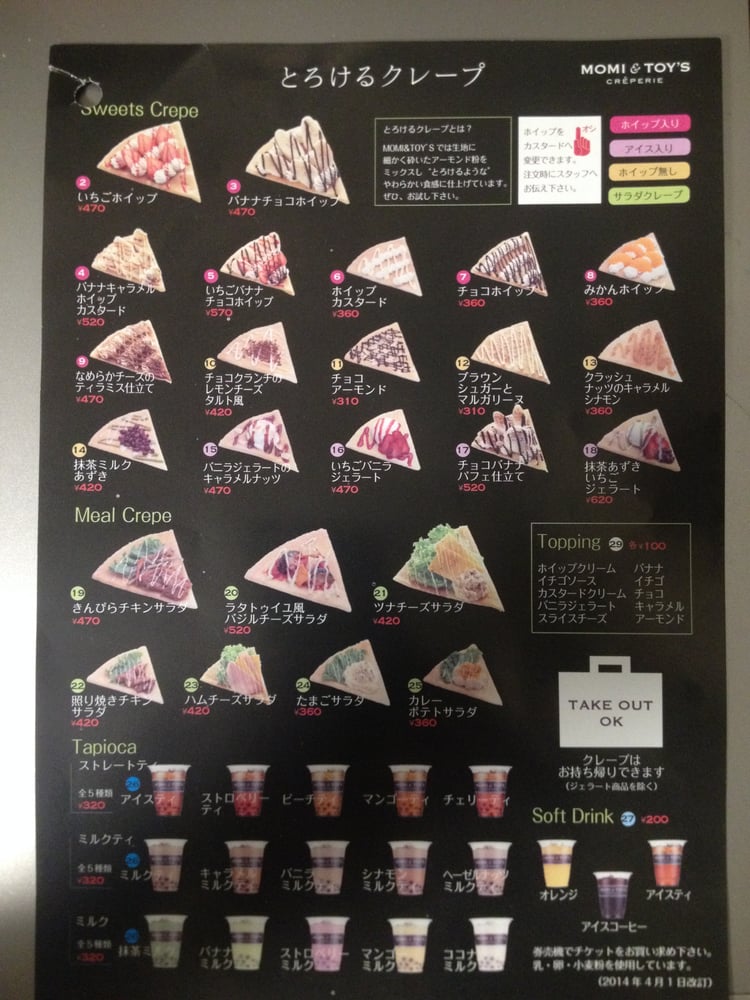 とろけるクレープ
MOMI & TOY'S
CRÊPERIE
Sweets Crepe
とろけるクレープとは?
MOMI&TOY'Sでは生地に
細かく砕いたアーモンド粉を
ミックスし"とろけるような"
やわらかい食感に仕上げています。
ぜひ、お試し下さい。
ホイップを
カスタードへ
変更できます。
注文時にスタッフへ
お伝え下さい。
オシ
ホイップ入り
アイス入り
ホイップ無し
サラダクレープ
2
いちごホイップ
¥470
3
バナナチョコホイップ
¥470
4
バナナキャラメル
ホイップ
カスタード
¥520
5
いちごバナナ
チョコホイップ
¥570
6
ホイップ
カスタード
¥360
7
チョコホイップ
¥360
8
みかんホイップ
¥360
9
なめらかチーズの
ティラミス仕立て
¥470
10
チョコクランチの
レモンチーズ
タルト風
¥420
11
チョコ
アーモンド
¥310
12
ブラウン
シュガーと
マルガリーヌ
¥310
13
クラッシュ
ナッツのキャラメル
シナモン
¥360
14
抹茶ミルク
あずき
¥420
15
バニラジェラートの
キャラメルナッツ
¥470
16
いちごバニラ
ジェラート
¥470
17
チョコバナナ
パフェ仕立て
¥520
18
抹茶あずき
いちご
ジェラート
¥620
Meal Crepe
19
きんぴらチキンサラダ
¥470
20
ラタトゥイユ風
バジルチーズサラダ
¥520
21
ツナチーズサラダ
¥420
22
照り焼きチキン
サラダ
¥420
23
ハムチーズサラダ
¥420
24
たまごサラダ
¥360
25
カレー
ポテトサラダ
¥360
Topping 29 各¥100
ホイップクリーム バナナ
イチゴソース イチゴ
カスタードクリーム チョコ
バニラジェラート キャラメル
スライスチーズ アーモンド
TAKE OUT
OK
クレープは
お持ち帰りできます
(ジェラート商品を除く)
Tapioca
ストレートティ
全5種類
¥320
26
アイスティ
ストロベリー
ティ
ピーチティ
マンゴーティ
チェリーティ
ミルクティ
全5種類
¥320
26
ミルクティ
キャラメル
ミルクティ
バニラ
ミルクティ
シナモン
ミルクティ
ヘーゼルナッツ
ミルクティ
ミルク
全5種類
¥320
抹茶ミルク
バナナ
ミルク
ストロベリー
ミルク
マンゴー
ミルク
ココナッツ
ミルク
Soft Drink 27 ¥200
オレンジ
アイスコーヒー
アイスティ
券売機でチケットをお買い求め下さい。
乳・卵・小麦粉を使用しています。
(2014年4月1日改訂)